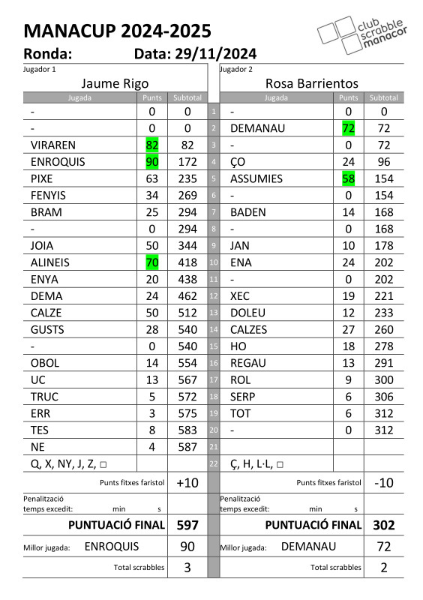 MANACUP 2024-2025
club
scrabble
manacor
Ronda: Data: 29/11/2024
Jugador 1 Jugador 2
Jaume Rigo Rosa Barrientos
Jugada Punts Subtotal Jugada Punts Subtotal
- 0 0 1 - 0 0
- 0 0 2 DEMANAU 72 72
VIRAREN 82 82 3 - 0 72
ENROQUIS 90 172 4 ÇO 24 96
PIXE 63 235 5 ASSUMIES 58 154
FENYIS 34 269 6 - 0 154
BRAM 25 294 7 BADEN 14 168
- 0 294 8 - 0 168
JOIA 50 344 9 JAN 10 178
ALINEIS 70 418 10 ENA 24 202
ENYA 20 438 11 - 0 202
DEMA 24 462 12 XEC 19 221
CALZE 50 512 13 DOLEU 12 233
GUSTS 28 540 14 CALZES 27 260
- 0 540 15 HO 18 278
OBOL 14 554 16 REGAU 13 291
UC 13 567 17 ROL 9 300
TRUC 5 572 18 SERP 6 306
ERR 3 575 19 TOT 6 312
TES 8 583 20 - 0 312
NE 4 587 21
Q, X, NY, J, Z, □ 22 Ç, H, L·L, □
Punts fitxes faristol +10 Punts fitxes faristol -10
Penalització Penalització
temps excedit: min s temps excedit: min s
PUNTUACIÓ FINAL 597 PUNTUACIÓ FINAL 302
Millor jugada: ENROQUIS 90 Millor jugada: DEMANAU 72
Total scrabbles 3 Total scrabbles 2